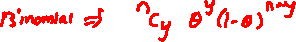 Binomial ⇒ ⁿC_y θ^y (1-θ)^{n-y}